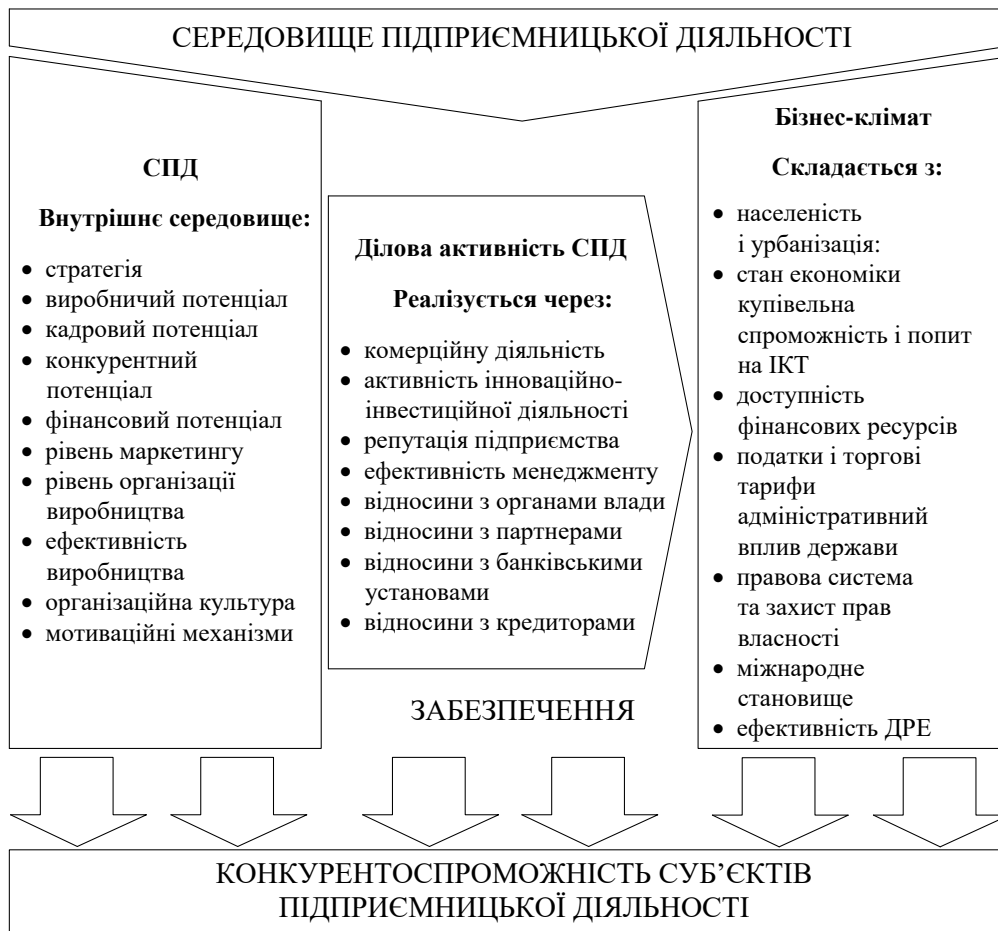 СЕРЕДОВИЩЕ ПІДПРИЄМНИЦЬКОЇ ДІЯЛЬНОСТІ
СПД
Внутрішнє середовище:
• стратегія
• виробничий потенціал
• кадровий потенціал
• конкурентний
потенціал
• фінансовий потенціал
• рівень маркетингу
• рівень організації
виробництва
• ефективність
виробництва
• організаційна культура
• мотиваційні механізми
Ділова активність СПД
Реалізується через:
• комерційну діяльність
• активність інноваційно-
інвестиційної діяльності
• репутація підприємства
• ефективність менеджменту
• відносини з органами влади
• відносини з партнерами
• відносини з банківськими
установами
• відносини з кредиторами
Бізнес-клімат
Складається з:
• населеність
і урбанізація:
• стан економіки
купівельна
спроможність і попит
на ІКТ
• доступність
фінансових ресурсів
• податки і торгові
тарифи
адміністративний
вплив держави
• правова система
та захист прав
власності
• міжнародне
становище
• ефективність ДРЕ
ЗАБЕЗПЕЧЕННЯ
КОНКУРЕНТОСПРОМОЖНІСТЬ СУБ’ЄКТІВ
ПІДПРИЄМНИЦЬКОЇ ДІЯЛЬНОСТІ